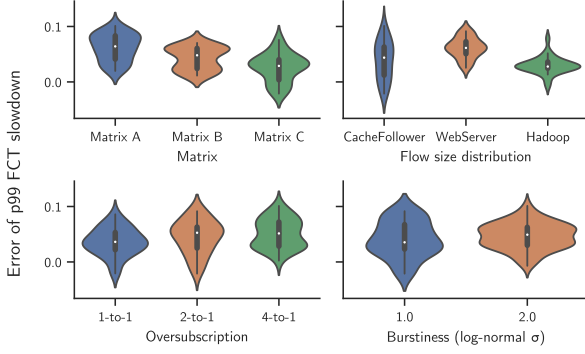 Error of p99 FCT slowdown
0.1
0.0
Matrix A Matrix B Matrix C
Matrix
CacheFollower WebServer Hadoop
Flow size distribution
0.1
0.0
1-to-1 2-to-1 4-to-1
Oversubscription
1.0 2.0
Burstiness (log-normal σ)